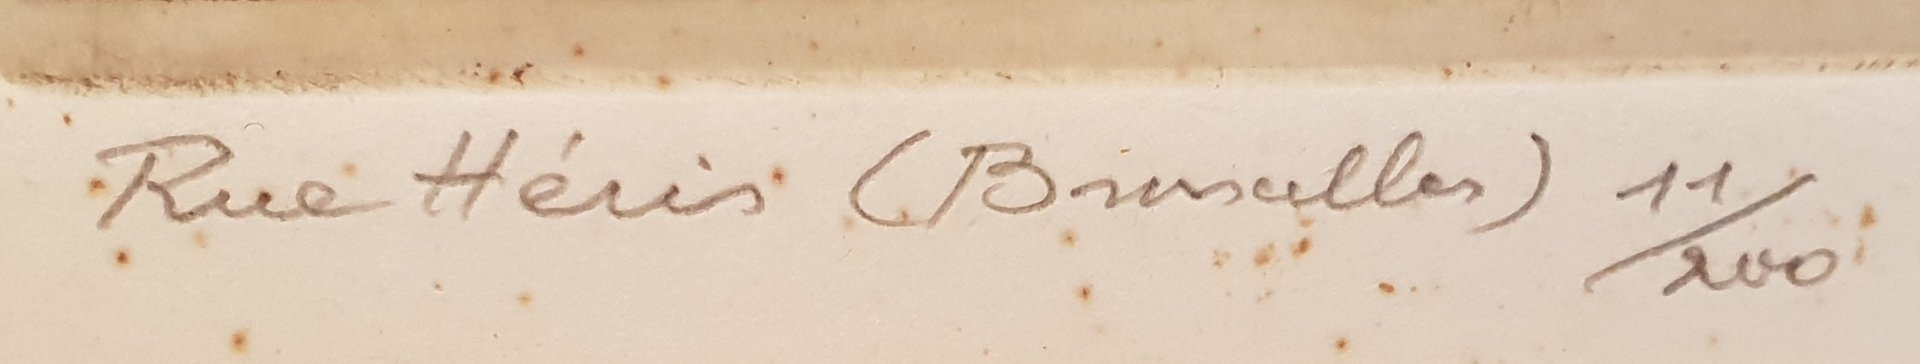 Rue Héris (Bruxelles) 11/200